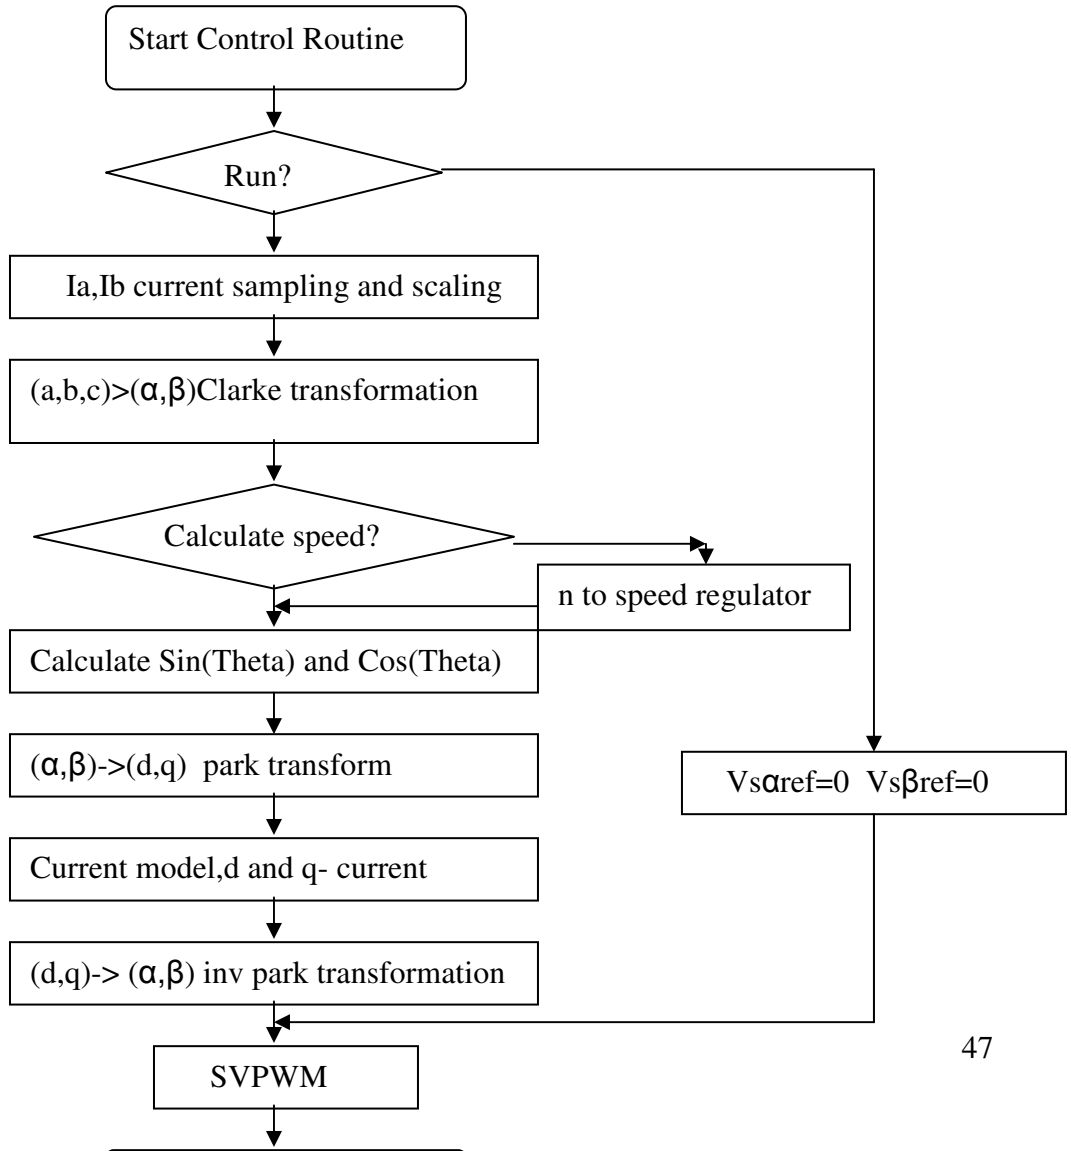 Start Control Routine
Run?
Ia,Ib current sampling and scaling
(a,b,c)>(α,β)Clarke transformation
Calculate speed?
n to speed regulator
Calculate Sin(Theta) and Cos(Theta)
(α,β)->(d,q)  park transform
Vsαref=0  Vsβref=0
Current model,d and q- current
(d,q)-> (α,β) inv park transformation
47
SVPWM